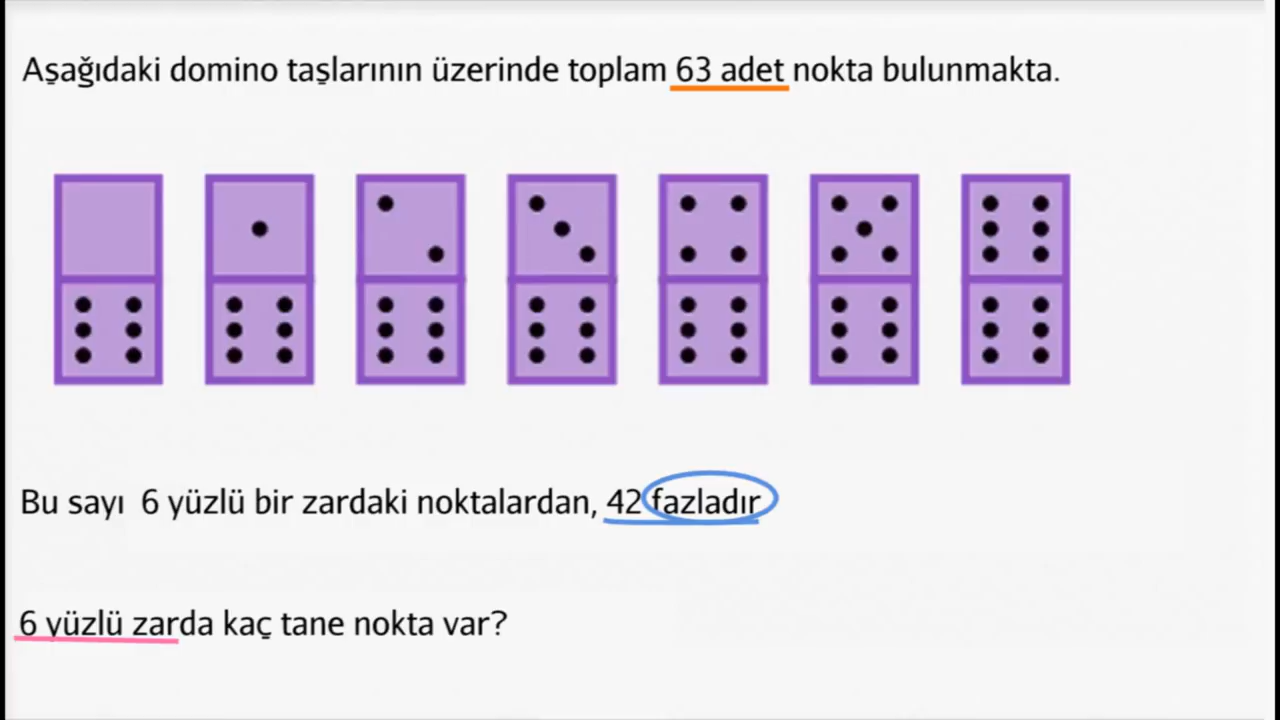 Aşağıdaki domino taşlarının üzerinde toplam 63 adet nokta bulunmakta.
Bu sayı 6 yüzlü bir zardaki noktalardan, 42 fazladır
6 yüzlü zarda kaç tane nokta var?